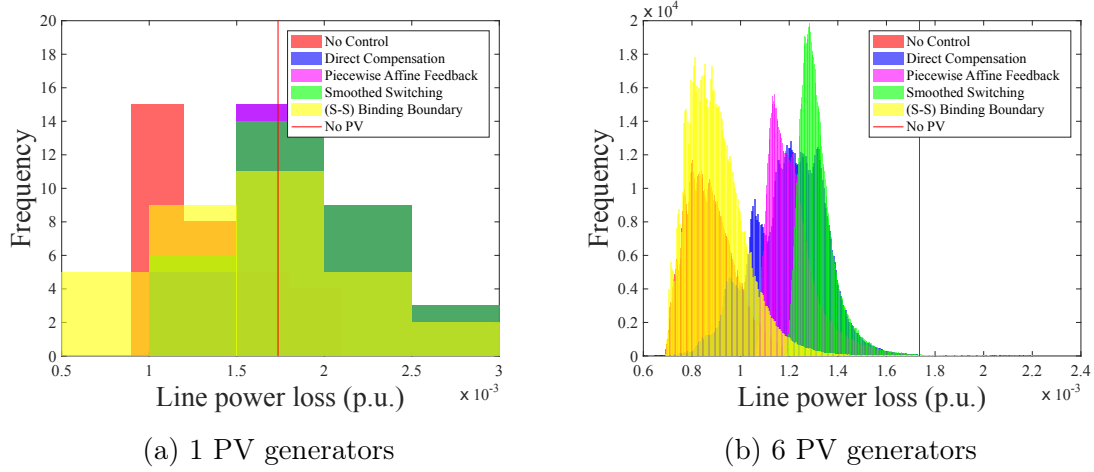 20
18
16
14
12
10
8
6
4
2
0
Frequency
No Control
Direct Compensation
Piecewise Affine Feedback
Smoothed Switching
(S-S) Binding Boundary
No PV
0.5 1 1.5 2 2.5 3
Line power loss (p.u.)
x 10-3
(a) 1 PV generators
2 x 10⁴
1.8
1.6
1.4
1.2
1
0.8
0.6
0.4
0.2
0
Frequency
No Control
Direct Compensation
Piecewise Affine Feedback
Smoothed Switching
(S-S) Binding Boundary
No PV
0.6 0.8 1 1.2 1.4 1.6 1.8 2 2.2 2.4
Line power loss (p.u.)
x 10-3
(b) 6 PV generators